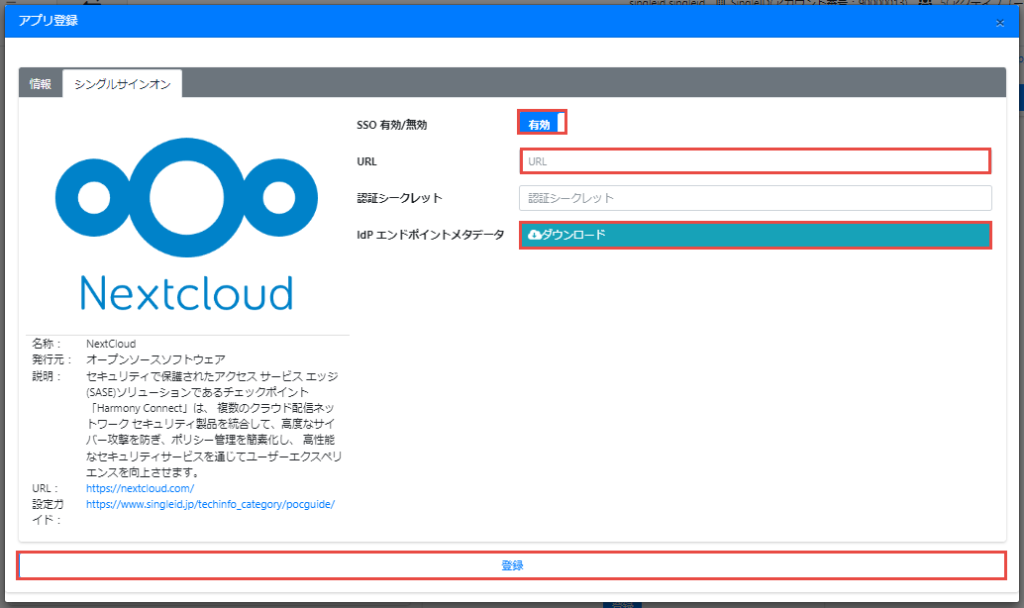 アプリ登録
×
情報
シングルサインオン
SSO 有効/無効
有効
URL
URL
認証シークレット
認証シークレット
IdP エンドポイントメタデータ
ダウンロード
Nextcloud
名称：
NextCloud
発行元：
オープンソースソフトウェア
説明：
セキュリティで保護されたアクセス サービス エッジ
(SASE)ソリューションであるチェックポイント
「Harmony Connect」は、 複数のクラウド配信ネッ
トワーク セキュリティ製品を統合して、高度なサイ
バー攻撃を防ぎ、ポリシー管理を簡素化し、 高性能
なセキュリティサービスを通じてユーザーエクスペリ
エンスを向上させます。
URL：
https://nextcloud.com/
設定ガ
イド：
https://www.singleid.jp/techinfo_category/pocguide/
登録